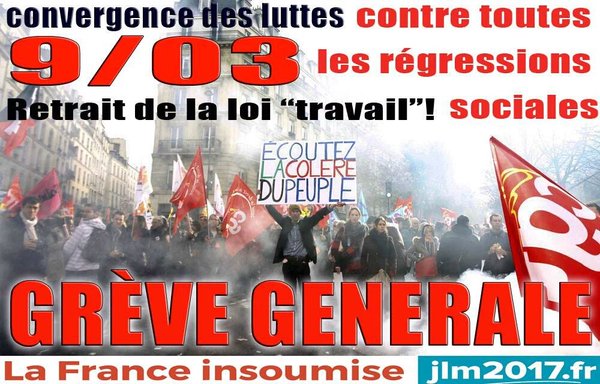 convergence des luttes contre toutes
9/03 les régressions
Retrait de la loi “travail”! sociales
ÉCOUTEZ
LA COLÈRE
DU PEUPLE
GRÈVE GENERALE
La France insoumise jlm2017.fr